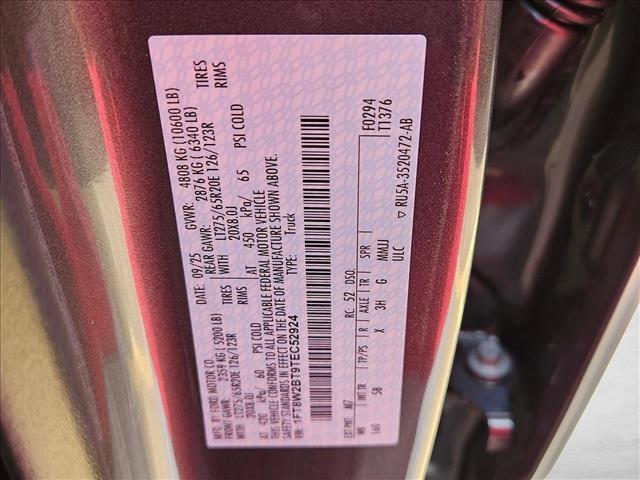 MFD. BY FORD MOTOR CO.
DATE: 09/25 GVWR: 4808 KG (10600 LB)
FRONT GAWR: 2359 KG ( 5200 LB) REAR GAWR: 2876 KG ( 6340 LB)
LT275/65R20E 126/123R TIRES WITH LT275/65R20E 126/123R TIRES
20X8.0J RIMS 20X8.0J RIMS
AT 420 kPa/ 60 PSI COLD AT 450 kPa/ 65 PSI COLD
THIS VEHICLE CONFORMS TO ALL APPLICABLE FEDERAL MOTOR VEHICLE
SAFETY STANDARDS IN EFFECT ON THE DATE OF MANUFACTURE SHOWN ABOVE.
VIN: 1FT8W2BT9TEC52924 TYPE: Truck
F0294
T1376
EXT PNT: RC: 52 DSO:
WB INT TR TP/PS R AXLE TR SPR
160 SB X 3H G MMUJ
ULC
▽ RU5A-3520472-AB